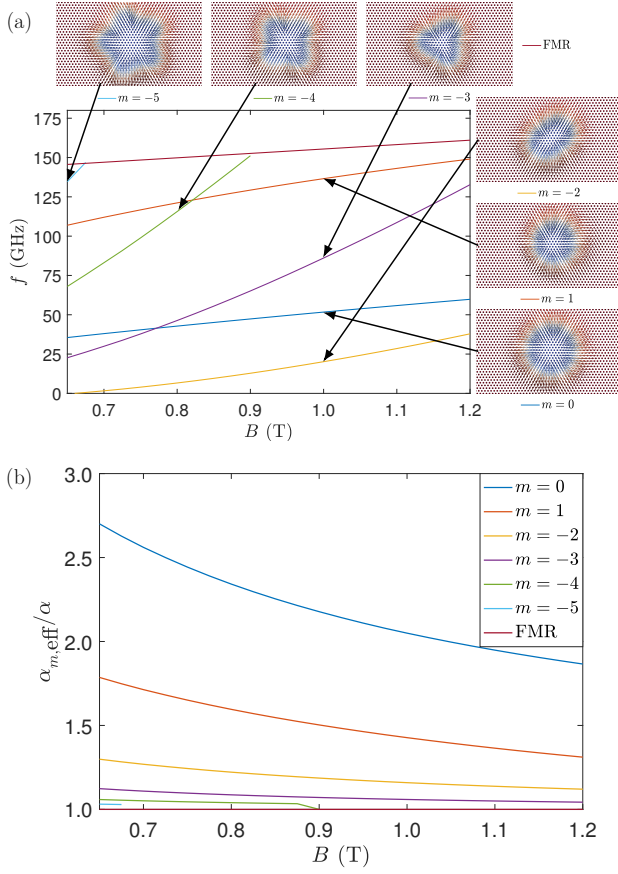 (a)
FMR
m = −5
m = −4
m = −3
175
150
125
100
75
50
25
0
f (GHz)
0.7
0.8
0.9
1.0
1.1
1.2
B (T)
m = −2
m = 1
m = 0
(b)
3.0
2.5
2.0
1.5
1.0
α_{m,eff}/α
m = 0
m = 1
m = −2
m = −3
m = −4
m = −5
FMR
0.7
0.8
0.9
1.0
1.1
1.2
B (T)